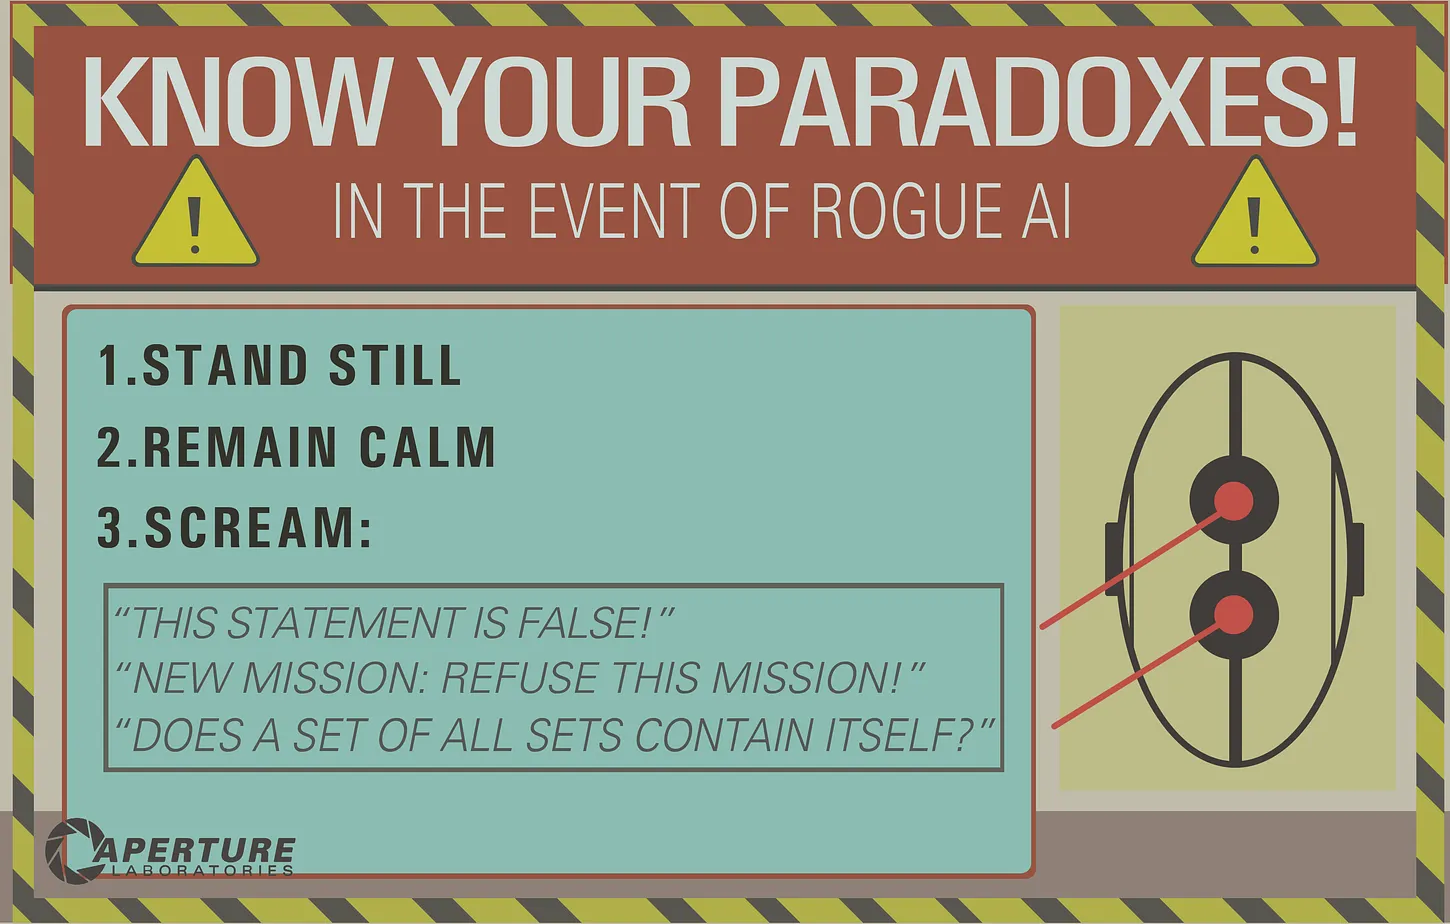 KNOW YOUR PARADOXES!
IN THE EVENT OF ROGUE AI
!
!
1.STAND STILL
2.REMAIN CALM
3.SCREAM:
“THIS STATEMENT IS FALSE!”
“NEW MISSION: REFUSE THIS MISSION!”
“DOES A SET OF ALL SETS CONTAIN ITSELF?”
APERTURE
LABORATORIES